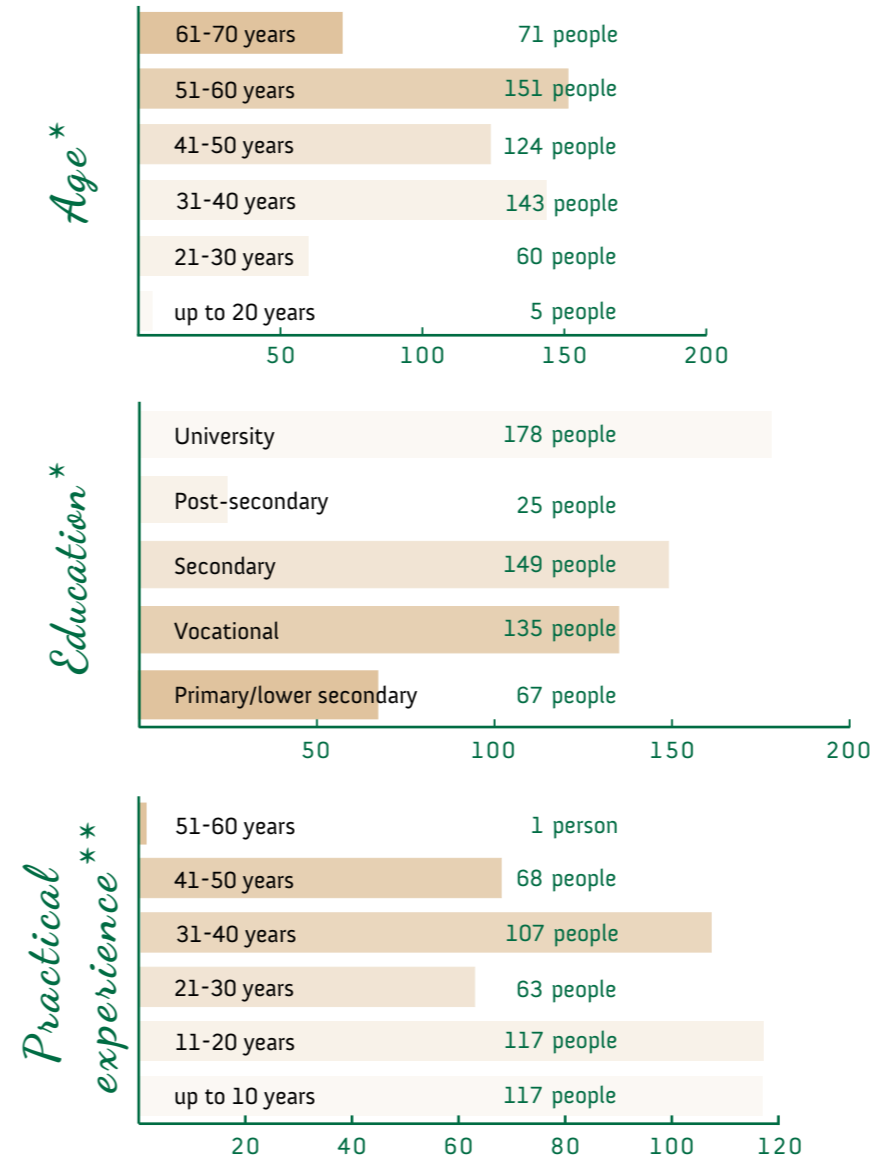 Age*
61-70 years 71 people
51-60 years 151 people
41-50 years 124 people
31-40 years 143 people
21-30 years 60 people
up to 20 years 5 people
50 100 150 200
Education*
University 178 people
Post-secondary 25 people
Secondary 149 people
Vocational 135 people
Primary/lower secondary 67 people
50 100 150 200
Practical
experience**
51-60 years 1 person
41-50 years 68 people
31-40 years 107 people
21-30 years 63 people
11-20 years 117 people
up to 10 years 117 people
20 40 60 80 100 120